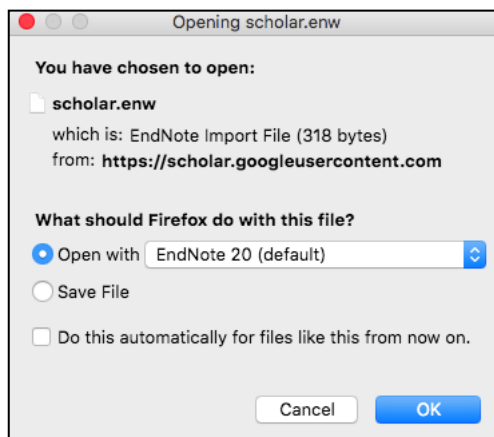 Opening scholar.enw
You have chosen to open:
scholar.enw
which is: EndNote Import File (318 bytes)
from: https://scholar.googleusercontent.com
What should Firefox do with this file?
Open with EndNote 20 (default)
Save File
Do this automatically for files like this from now on.
Cancel OK